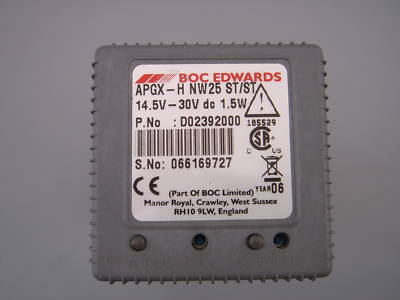 BOC EDWARDS
APGX-H NW25 ST/ST
14.5V-30V dc 1.5W
P.No : D02392000
185529
C US
S.No: 066169727
YEAR 06
CE (Part Of BOC Limited)
Manor Royal, Crawley, West Sussex
RH10 9LW, England